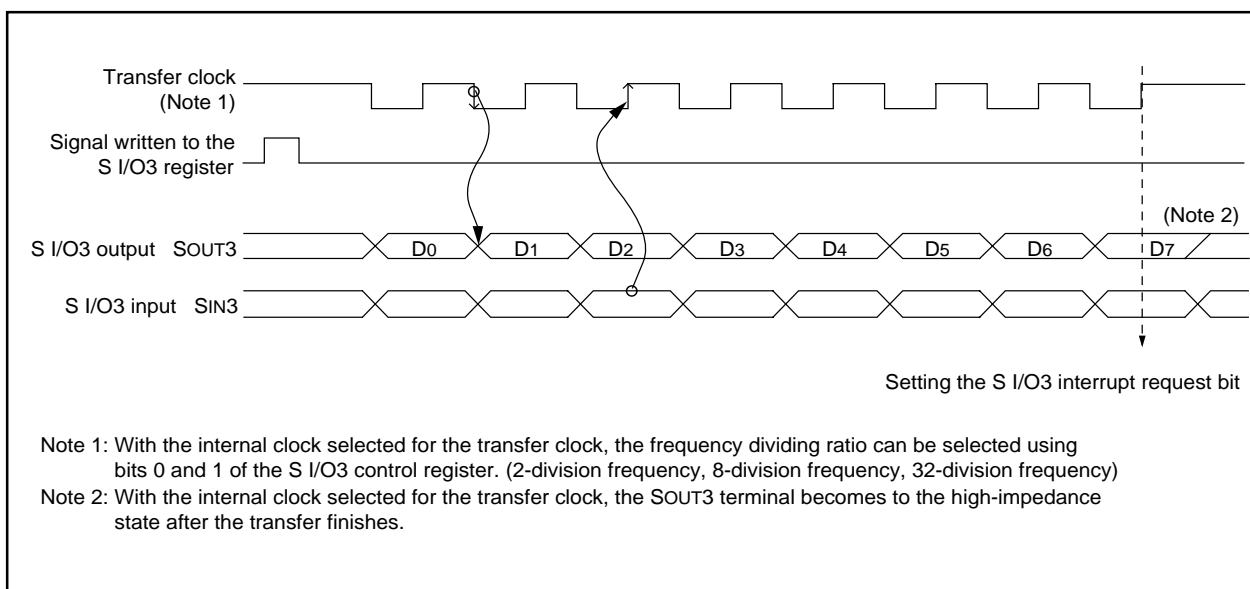 Transfer clock
(Note 1)
Signal written to the
S I/O3 register
(Note 2)
S I/O3 output SOUT3
D0 D1 D2 D3 D4 D5 D6 D7
S I/O3 input SIN3
Setting the S I/O3 interrupt request bit
Note 1: With the internal clock selected for the transfer clock, the frequency dividing ratio can be selected using
bits 0 and 1 of the S I/O3 control register. (2-division frequency, 8-division frequency, 32-division frequency)
Note 2: With the internal clock selected for the transfer clock, the SOUT3 terminal becomes to the high-impedance
state after the transfer finishes.